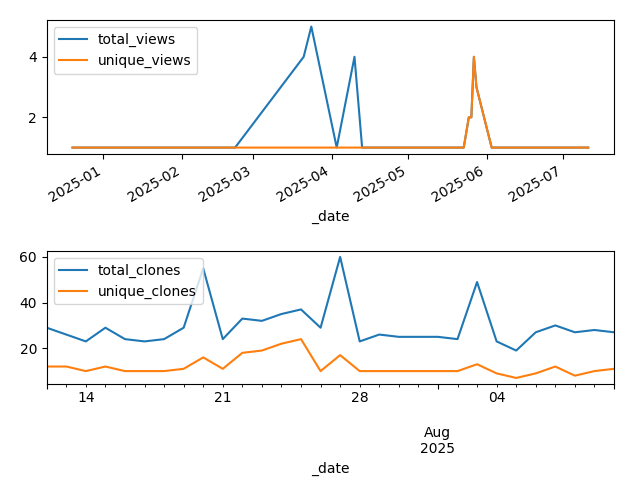 total_views
unique_views
4
2
2025-01
2025-02
2025-03
2025-04
2025-05
2025-06
2025-07
_date
60
40
20
total_clones
unique_clones
14
21
28
04
Aug
2025
_date